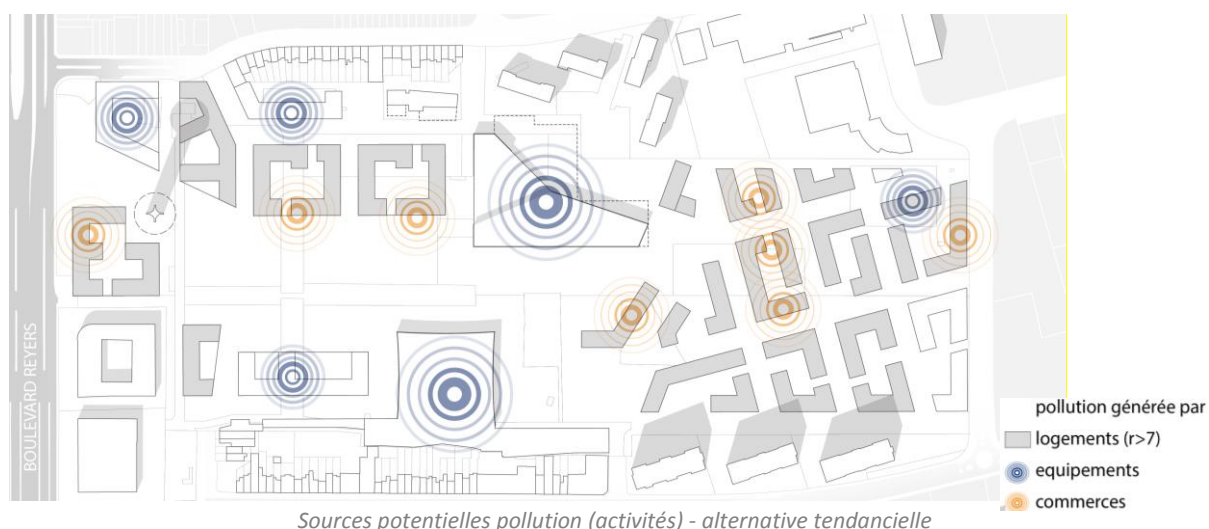 BOULEVARD REYERS
pollution générée par
logements (r>7)
equipements
commerces
Sources potentielles pollution (activités) - alternative tendancielle